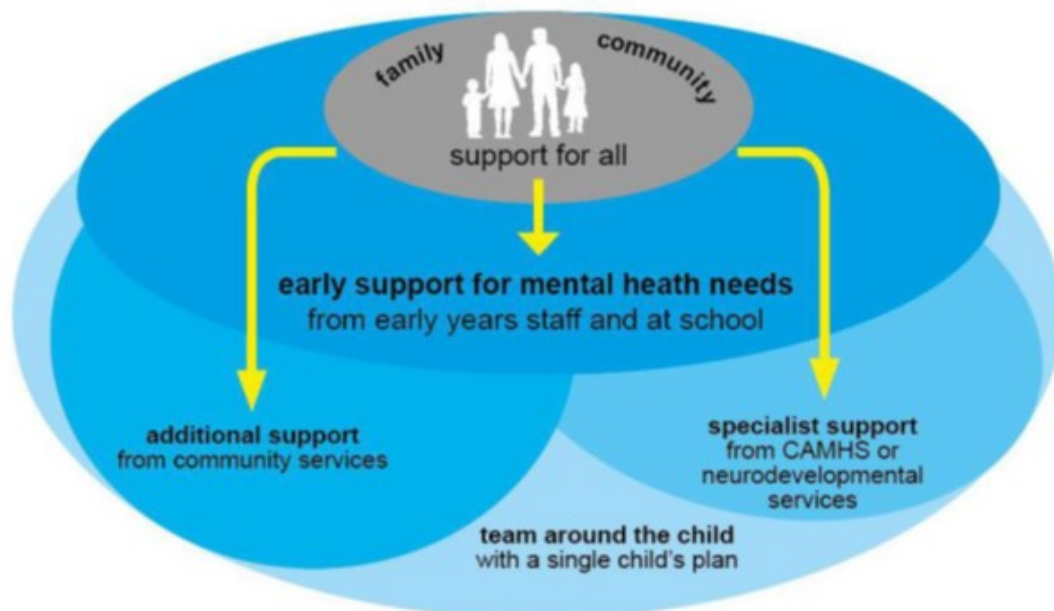 family
community
support for all
early support for mental heath needs
from early years staff and at school
additional support
from community services
specialist support
from CAMHS or
neurodevelopmental
services
team around the child
with a single child's plan